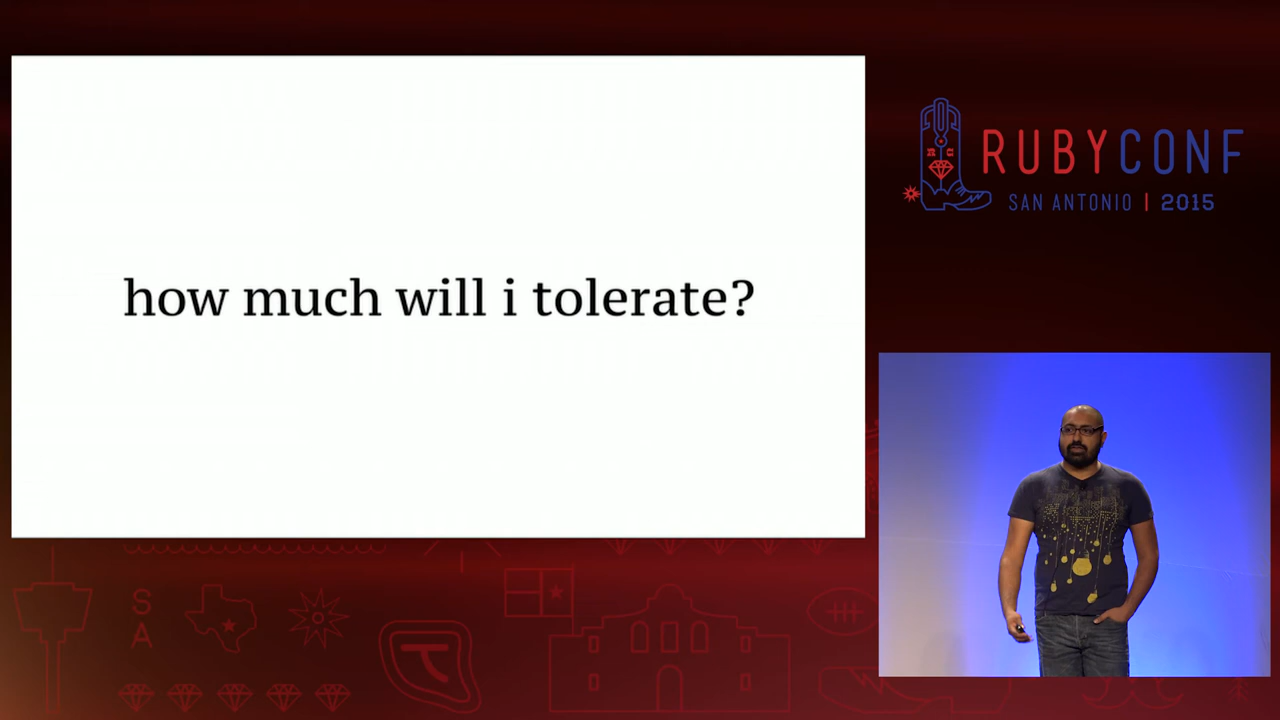 how much will i tolerate?
RUBYCONF
SAN ANTONIO | 2015
S
A